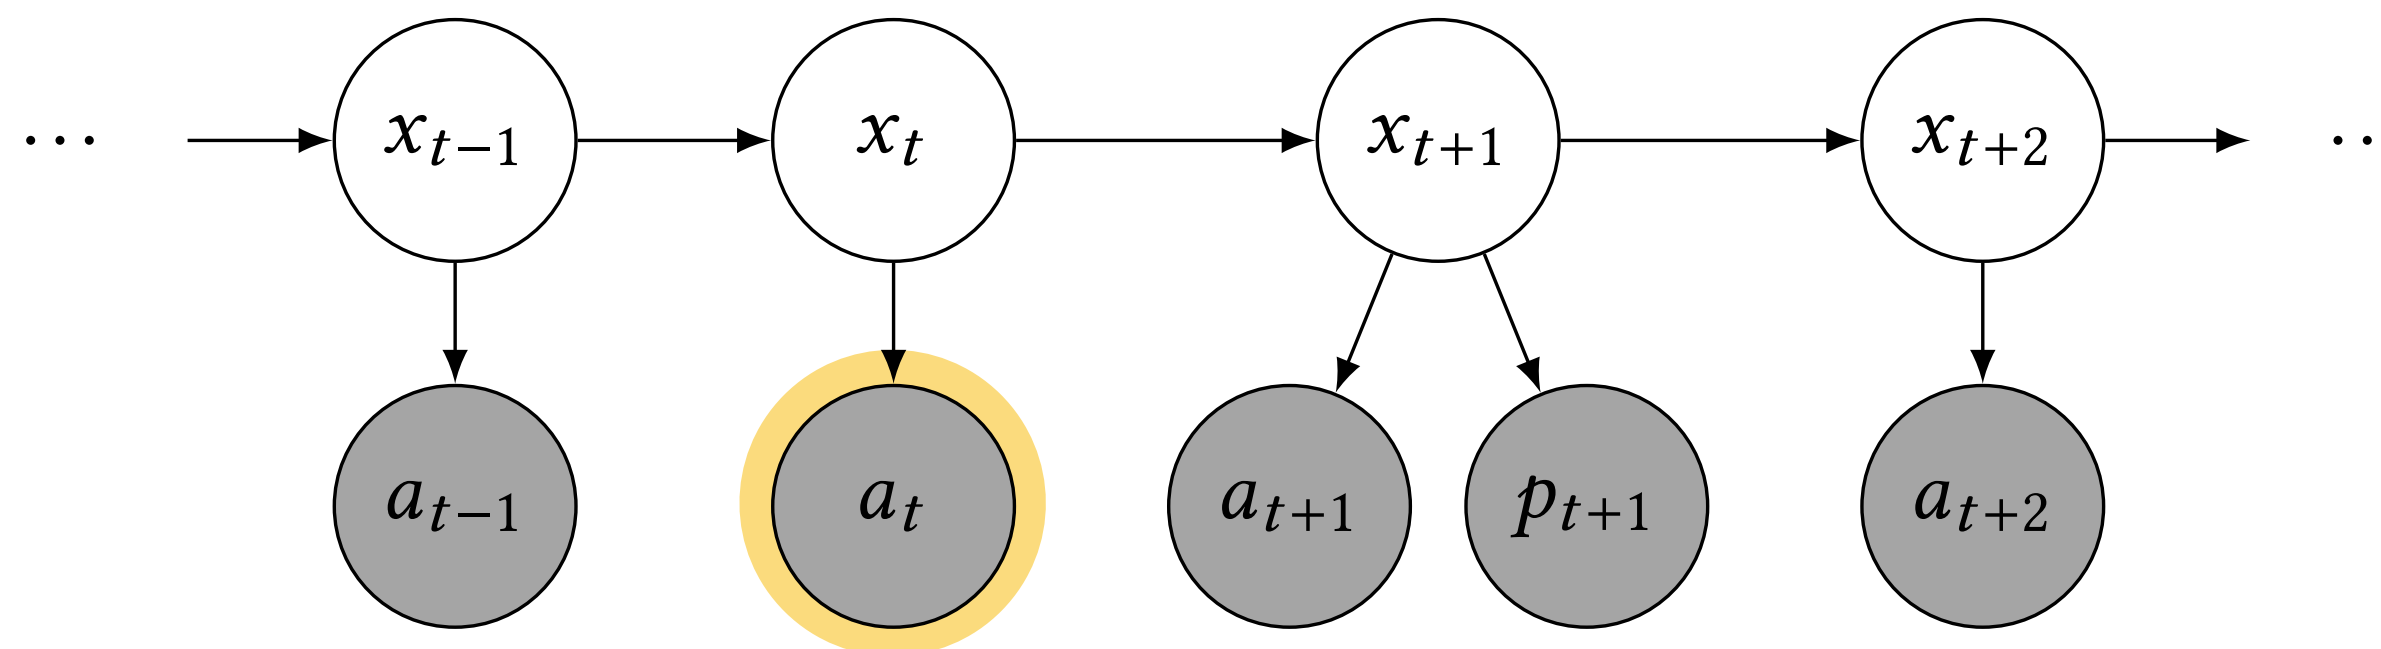 ··· x_{t−1} x_t x_{t+1} x_{t+2} ··
a_{t−1} a_t a_{t+1} p_{t+1} a_{t+2}